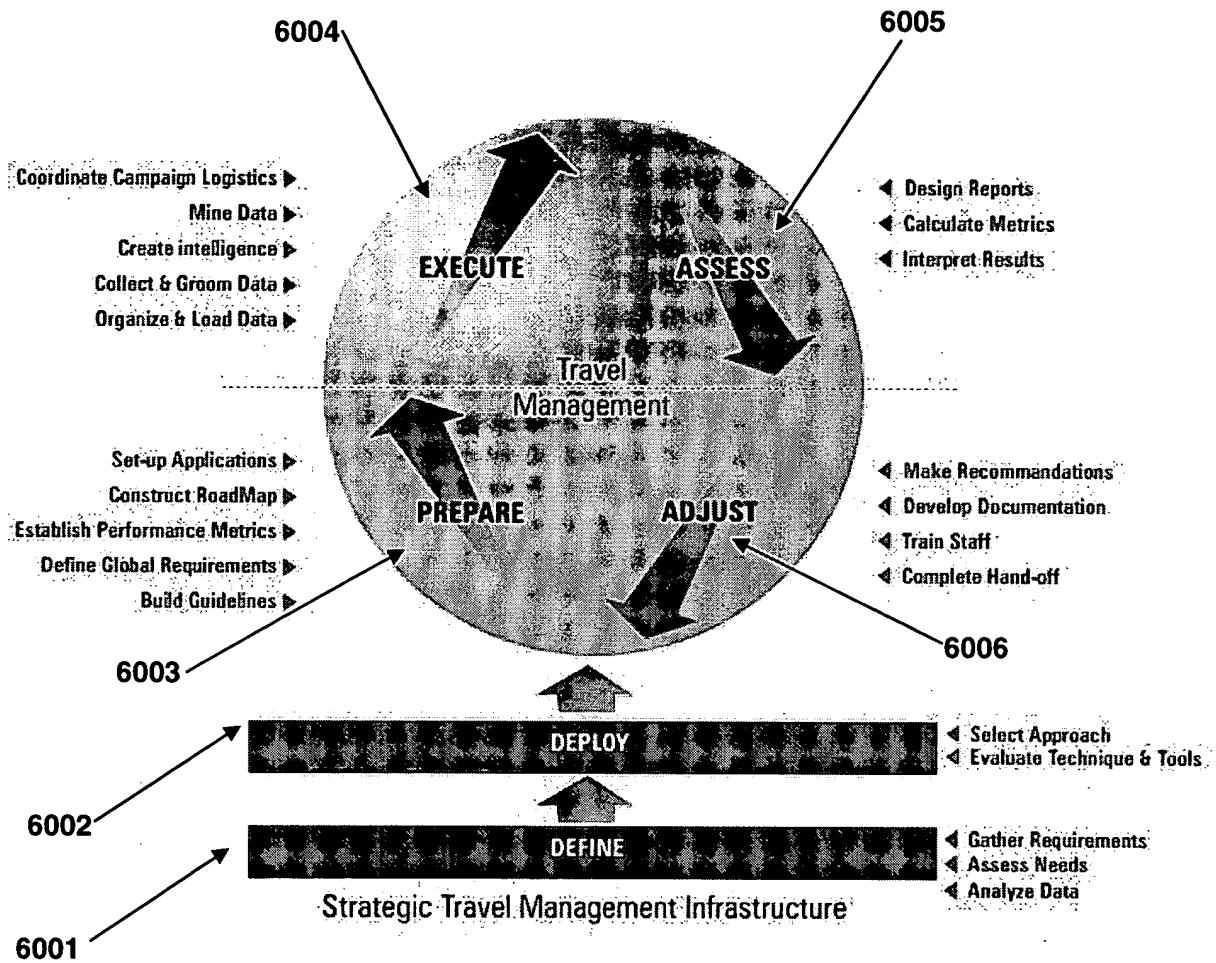 6004
6005
Coordinate Campaign Logistics
Mine Data
Create intelligence
Collect & Groom Data
Organize & Load Data
EXECUTE
ASSESS
Design Reports
Calculate Metrics
Interpret Results
Travel
Management
Set-up Applications
Construct RoadMap
Establish Performance Metrics
Define Global Requirements
Build Guidelines
PREPARE
ADJUST
Make Recommandations
Develop Documentation
Train Staff
Complete Hand-off
6003
6006
DEPLOY
Select Approach
Evaluate Technique & Tools
6002
DEFINE
Gather Requirements
Assess Needs
Analyze Data
Strategic Travel Management Infrastructure
6001